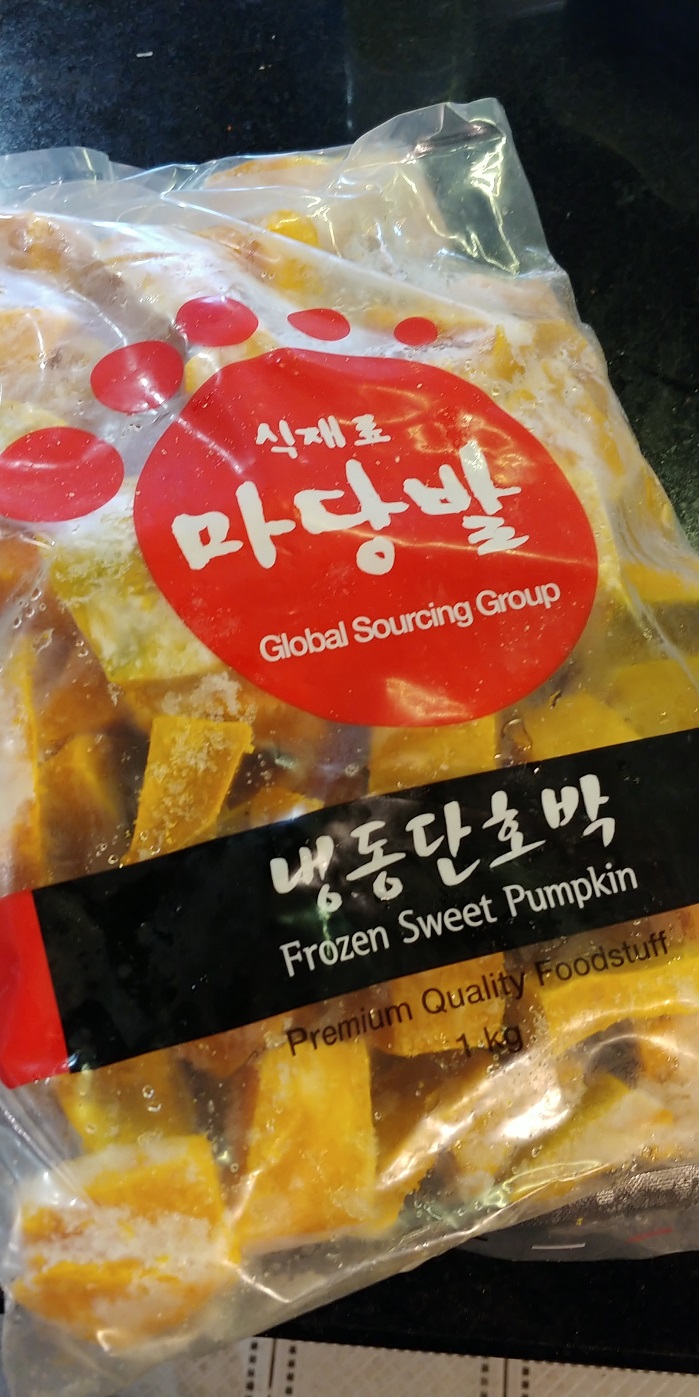 식재료
마당발
Global Sourcing Group
냉동단호박
Frozen Sweet Pumpkin
Premium Quality Foodstuff
1 kg